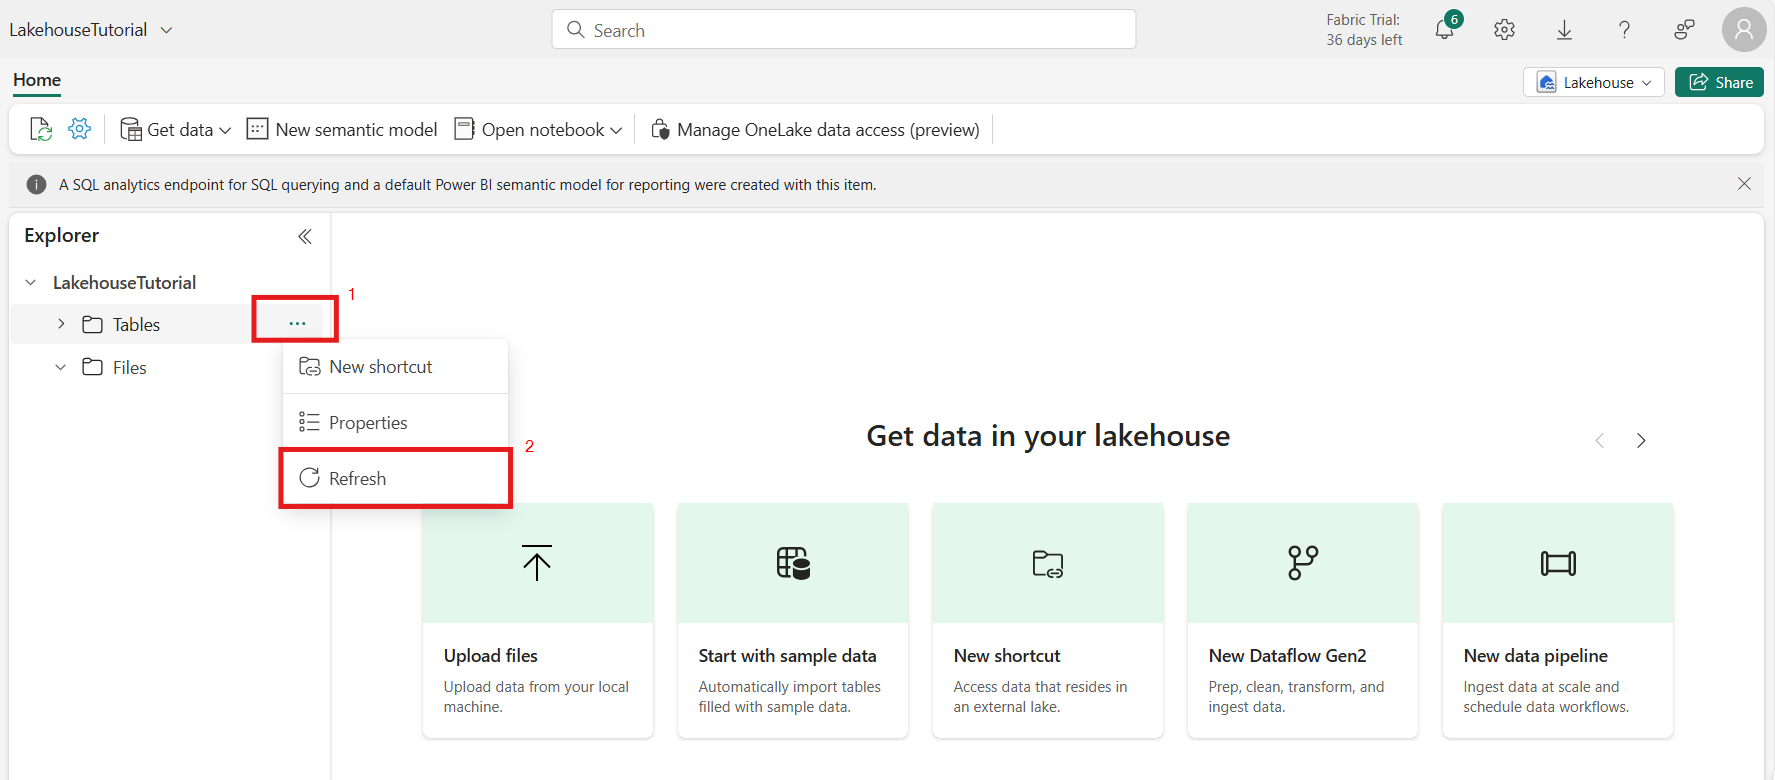 LakehouseTutorial
Search
Fabric Trial:
36 days left
6
Home
Lakehouse
Share
Get data
New semantic model
Open notebook
Manage OneLake data access (preview)
A SQL analytics endpoint for SQL querying and a default Power BI semantic model for reporting were created with this item.
Explorer
LakehouseTutorial
1
Tables
...
Files
New shortcut
Properties
2
Refresh
Get data in your lakehouse
Upload files
Upload data from your local
machine.
Start with sample data
Automatically import tables
filled with sample data.
New shortcut
Access data that resides in
an external lake.
New Dataflow Gen2
Prep, clean, transform, and
ingest data.
New data pipeline
Ingest data at scale and
schedule data workflows.